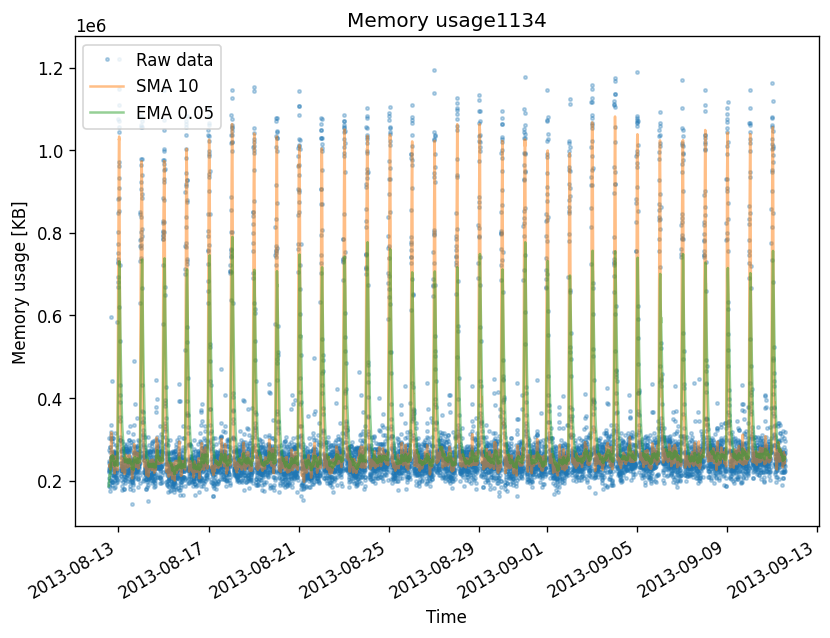 Memory usage1134
1e6
Raw data
SMA 10
EMA 0.05
1.2
1.0
0.8
0.6
0.4
0.2
Memory usage [KB]
2013-08-13
2013-08-17
2013-08-21
2013-08-25
2013-08-29
2013-09-01
2013-09-05
2013-09-09
2013-09-13
Time